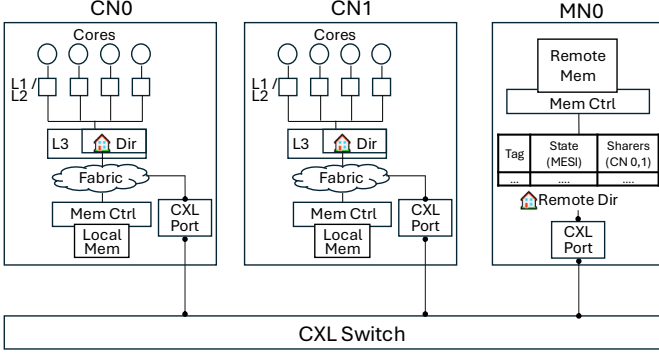 CN0
Cores
L1 /
L2
L3
Dir
Fabric
Mem Ctrl
Local
Mem
CXL
Port
CN1
Cores
L1 /
L2
L3
Dir
Fabric
Mem Ctrl
Local
Mem
CXL
Port
MN0
Remote
Mem
Mem Ctrl
Tag
State
(MESI)
Sharers
(CN 0,1)
...
....
....
Remote Dir
CXL
Port
CXL Switch